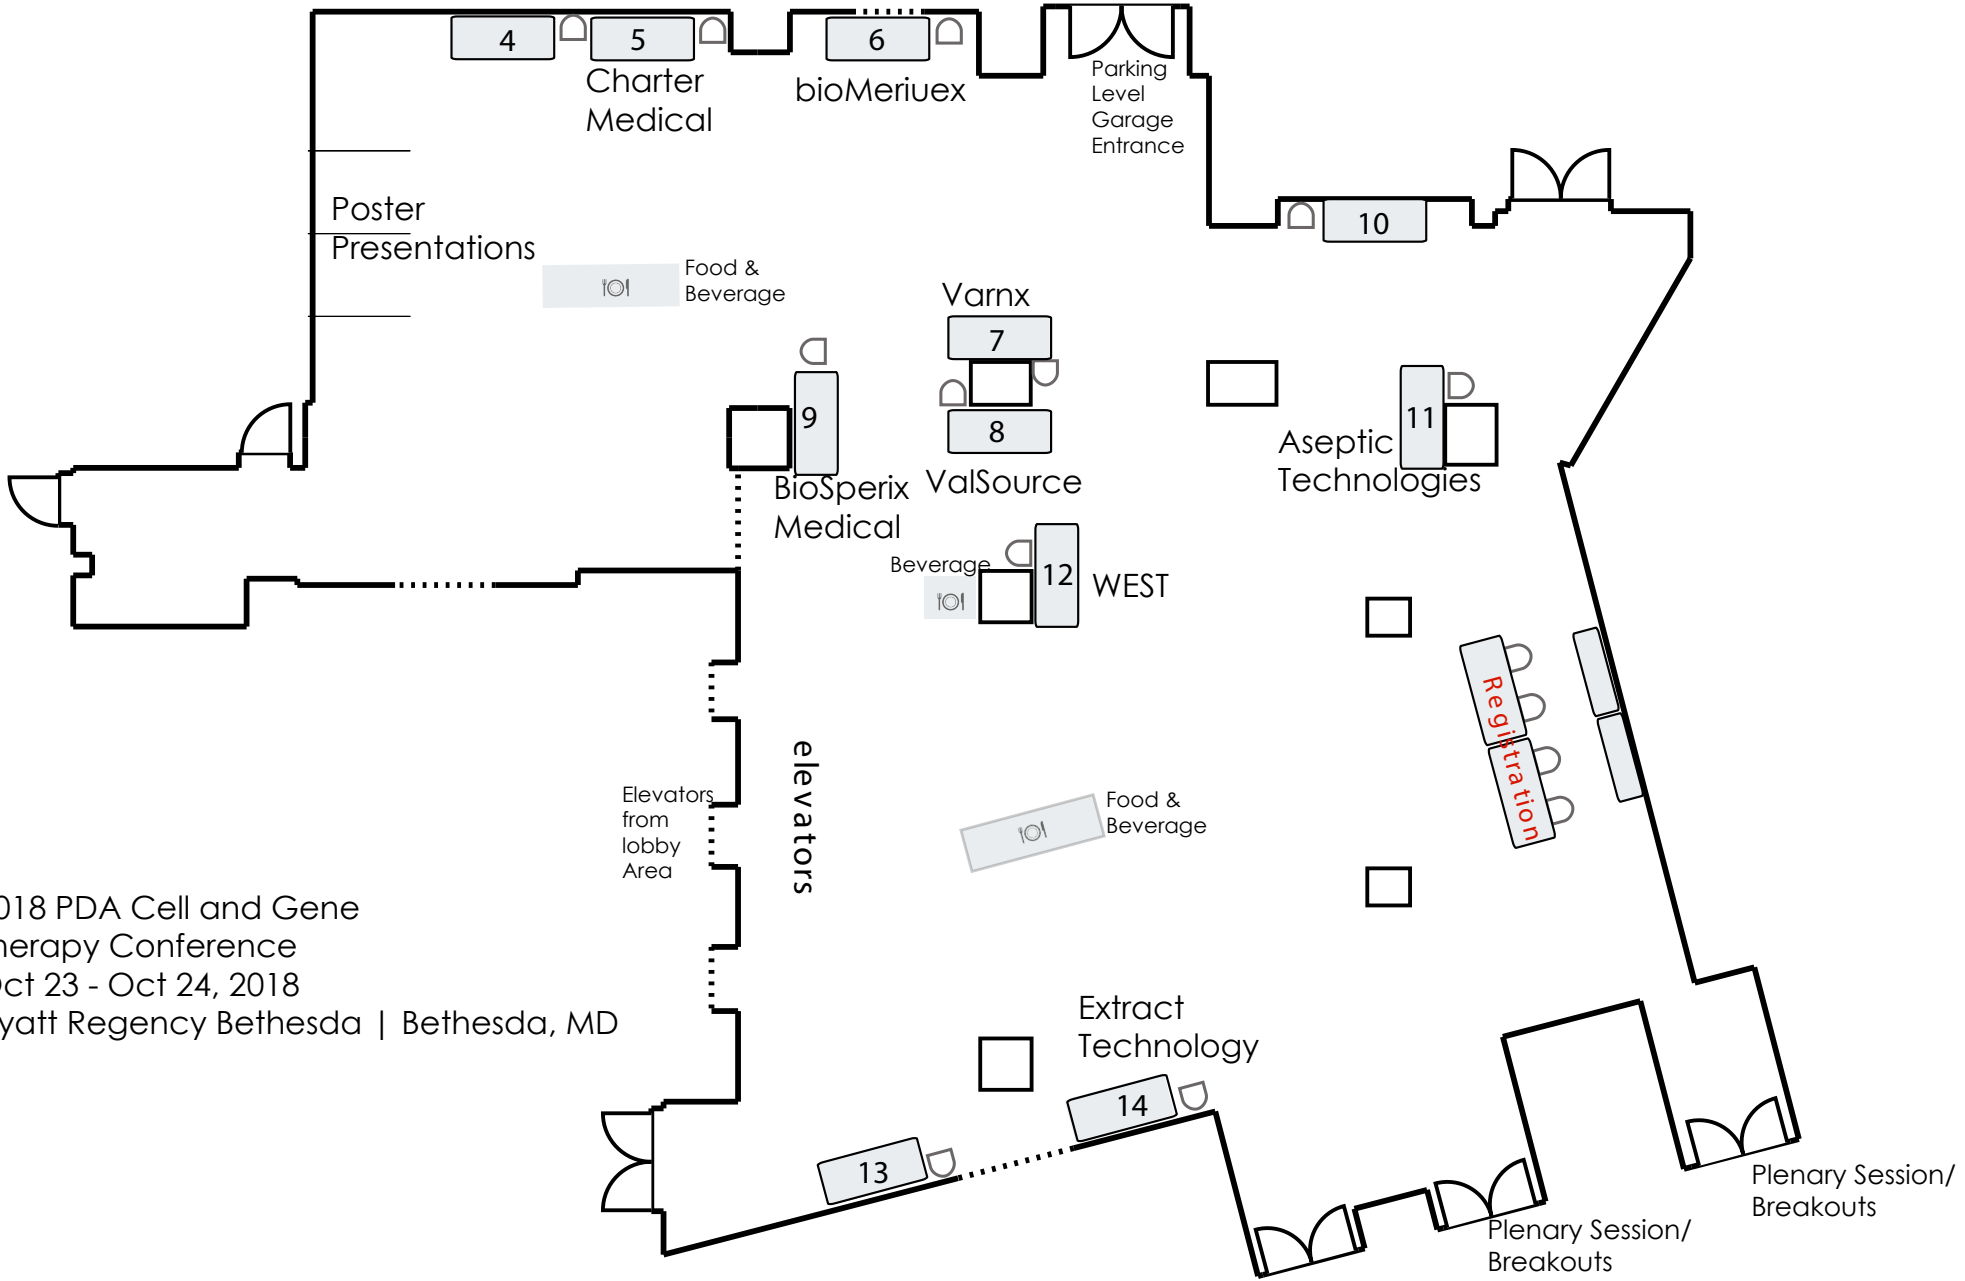 4
5
6
Charter
Medical
bioMeriuex
Parking
Level
Garage
Entrance
Poster
Presentations
10
Food &
Beverage
Varnx
7
9
8
11
Aseptic
Technologies
BioSperix
Medical
ValSource
Beverage
12
WEST
Registration
elevators
Elevators
from
lobby
Area
Food &
Beverage
018 PDA Cell and Gene
herapy Conference
ct 23 - Oct 24, 2018
yatt Regency Bethesda | Bethesda, MD
Extract
Technology
14
13
Plenary Session/
Breakouts
Plenary Session/
Breakouts